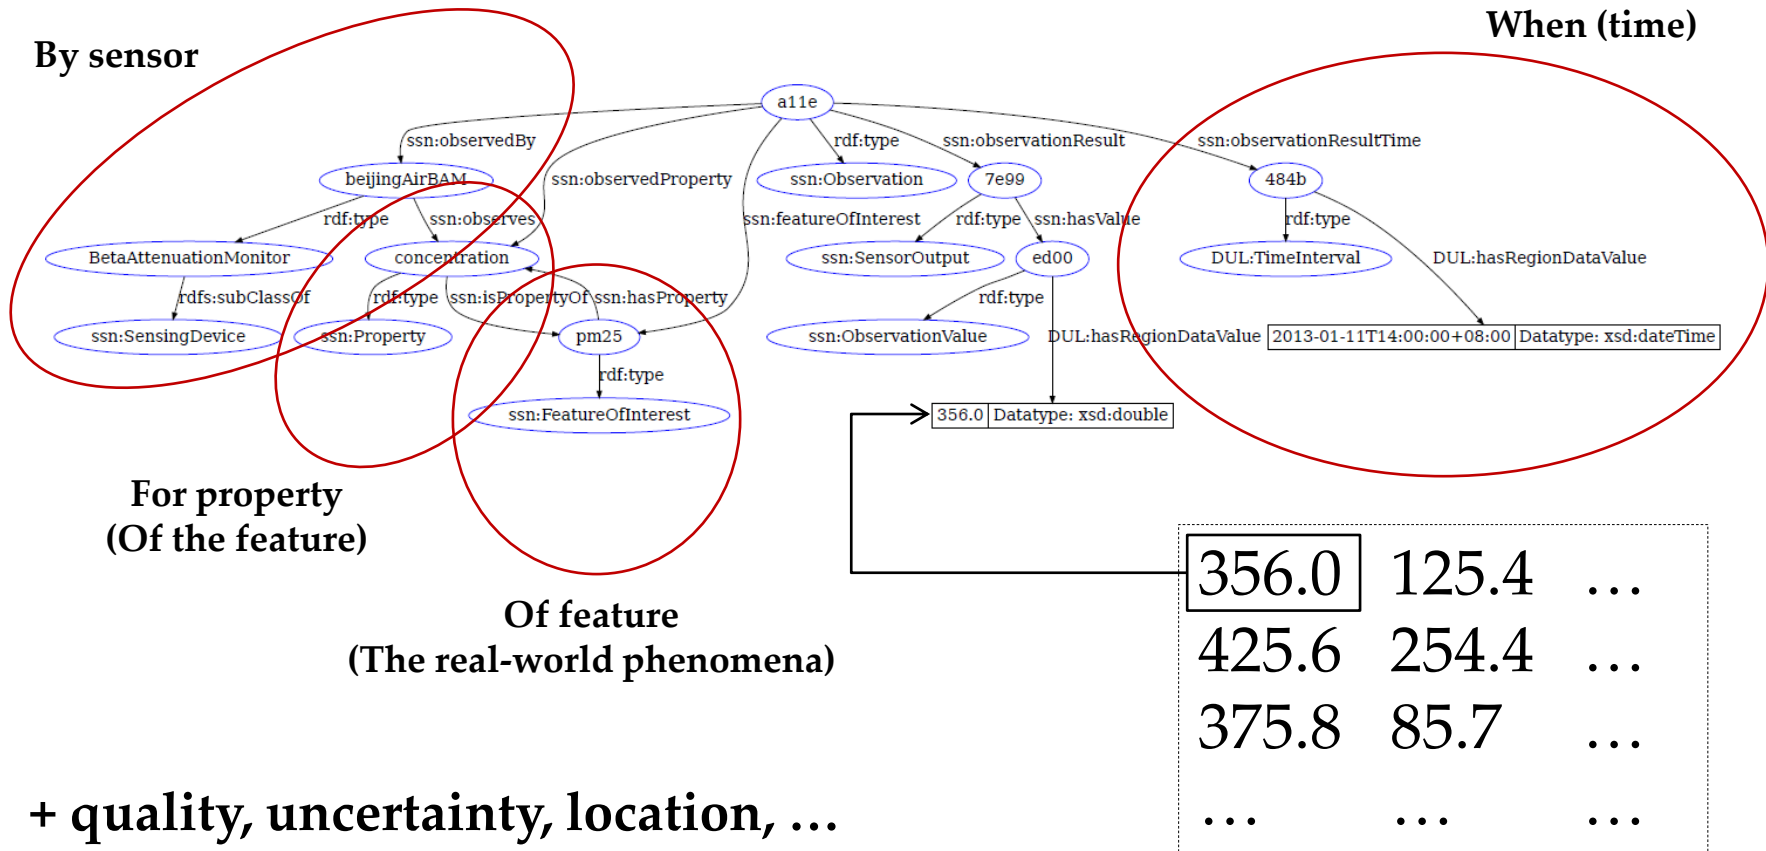 When (time)
By sensor
a11e
ssn:observedBy
rdf:type
ssn:observationResult
ssn:observationResultTime
beijingAirBAM
ssn:observedProperty
ssn:Observation
7e99
484b
rdf:type
ssn:observes
ssn:featureOfInterest
rdf:type
ssn:hasValue
rdf:type
BetaAttenuationMonitor
concentration
ssn:SensorOutput
ed00
DUL:TimeInterval
DUL:hasRegionDataValue
rdfs:subClassOf
rdf:type
ssn:isPropertyOf
ssn:hasProperty
rdf:type
ssn:SensingDevice
ssn:Property
pm25
ssn:ObservationValue
DUL:hasRegionDataValue
2013-01-11T14:00:00+08:00 Datatype: xsd:dateTime
rdf:type
ssn:FeatureOfInterest
356.0 Datatype: xsd:double
For property
(Of the feature)
Of feature
(The real-world phenomena)
356.0 125.4 …
425.6 254.4 …
375.8 85.7 …
… … …
+ quality, uncertainty, location, …